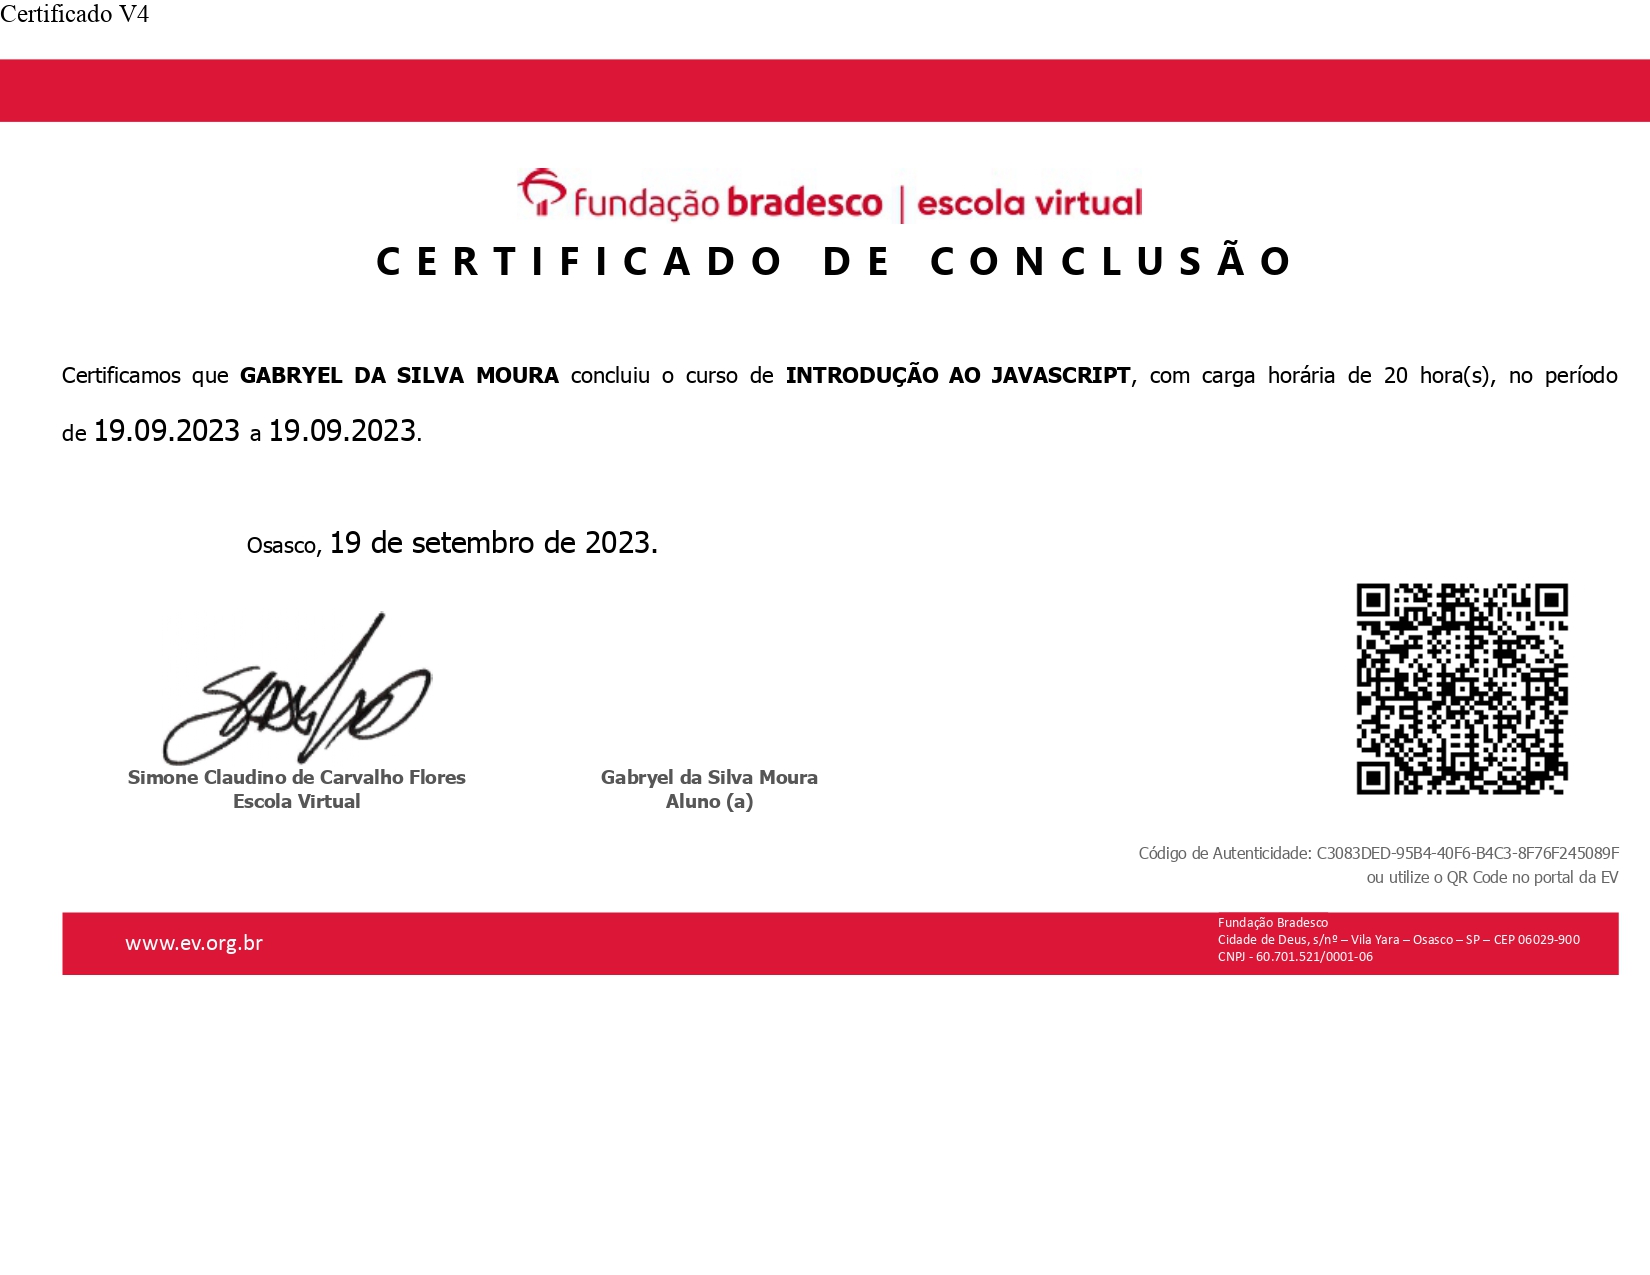 Certificado V4
fundação bradesco | escola virtual
CERTIFICADO DE CONCLUSÃO
Certificamos que GABRYEL DA SILVA MOURA concluiu o curso de INTRODUÇÃO AO JAVASCRIPT, com carga horária de 20 hora(s), no período
de 19.09.2023 a 19.09.2023.
Osasco, 19 de setembro de 2023.
Simone Claudino de Carvalho Flores
Escola Virtual
Gabryel da Silva Moura
Aluno (a)
Código de Autenticidade: C3083DED-95B4-40F6-B4C3-8F76F245089F
ou utilize o QR Code no portal da EV
www.ev.org.br
Fundação Bradesco
Cidade de Deus, s/nº – Vila Yara – Osasco – SP – CEP 06029-900
CNPJ - 60.701.521/0001-06